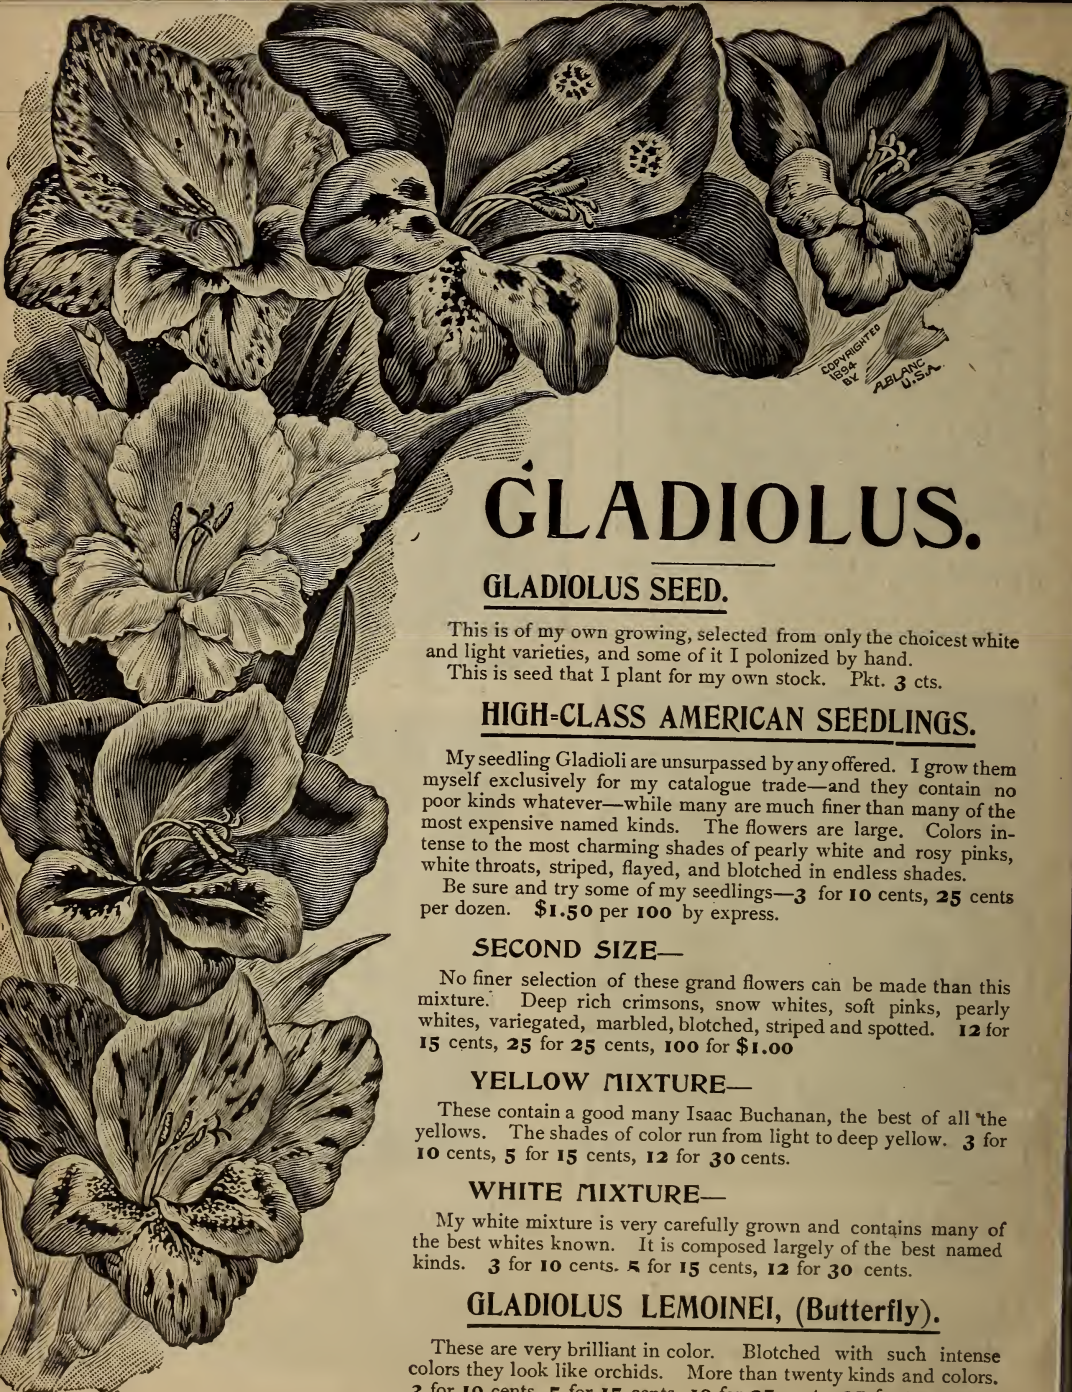 COPYRIGHTED
1894
BY
A.BLANC
U.S.A.
GLADIOLUS.
GLADIOLUS SEED.
This is of my own growing, selected from only the choicest white
and light varieties, and some of it I polonized by hand.
This is seed that I plant for my own stock. Pkt. 3 cts.
HIGH=CLASS AMERICAN SEEDLINGS.
My seedling Gladioli are unsurpassed by any offered. I grow them
myself exclusively for my catalogue trade—and they contain no
poor kinds whatever—while many are much finer than many of the
most expensive named kinds. The flowers are large. Colors in-
tense to the most charming shades of pearly white and rosy pinks,
white throats, striped, flayed, and blotched in endless shades.
Be sure and try some of my seedlings—3 for 10 cents, 25 cents
per dozen. $1.50 per 100 by express.
SECOND SIZE—
No finer selection of these grand flowers can be made than this
mixture. Deep rich crimsons, snow whites, soft pinks, pearly
whites, variegated, marbled, blotched, striped and spotted. 12 for
15 cents, 25 for 25 cents, 100 for $1.00
YELLOW MIXTURE—
These contain a good many Isaac Buchanan, the best of all the
yellows. The shades of color run from light to deep yellow. 3 for
10 cents, 5 for 15 cents, 12 for 30 cents.
WHITE MIXTURE—
My white mixture is very carefully grown and contains many of
the best whites known. It is composed largely of the best named
kinds. 3 for 10 cents. 5 for 15 cents, 12 for 30 cents.
GLADIOLUS LEMOINEI, (Butterfly).
These are very brilliant in color. Blotched with such intense
colors they look like orchids. More than twenty kinds and colors.